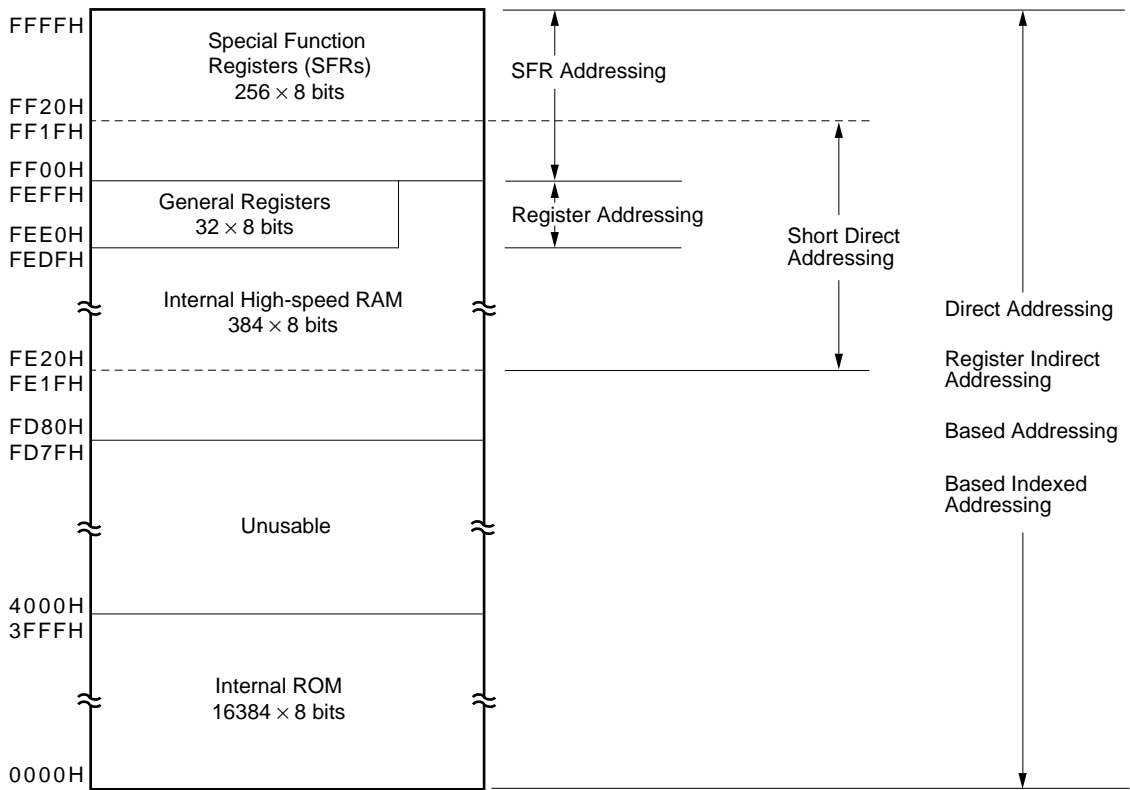 FFFFH
Special Function
Registers (SFRs)
256 × 8 bits
SFR Addressing
FF20H
FF1FH
FF00H
FEFFH
General Registers
32 × 8 bits
Register Addressing
FEE0H
FEDFH
Short Direct
Addressing
Internal High-speed RAM
384 × 8 bits
Direct Addressing
FE20H
FE1FH
Register Indirect
Addressing
FD80H
FD7FH
Based Addressing
Based Indexed
Addressing
Unusable
4000H
3FFFH
Internal ROM
16384 × 8 bits
0000H